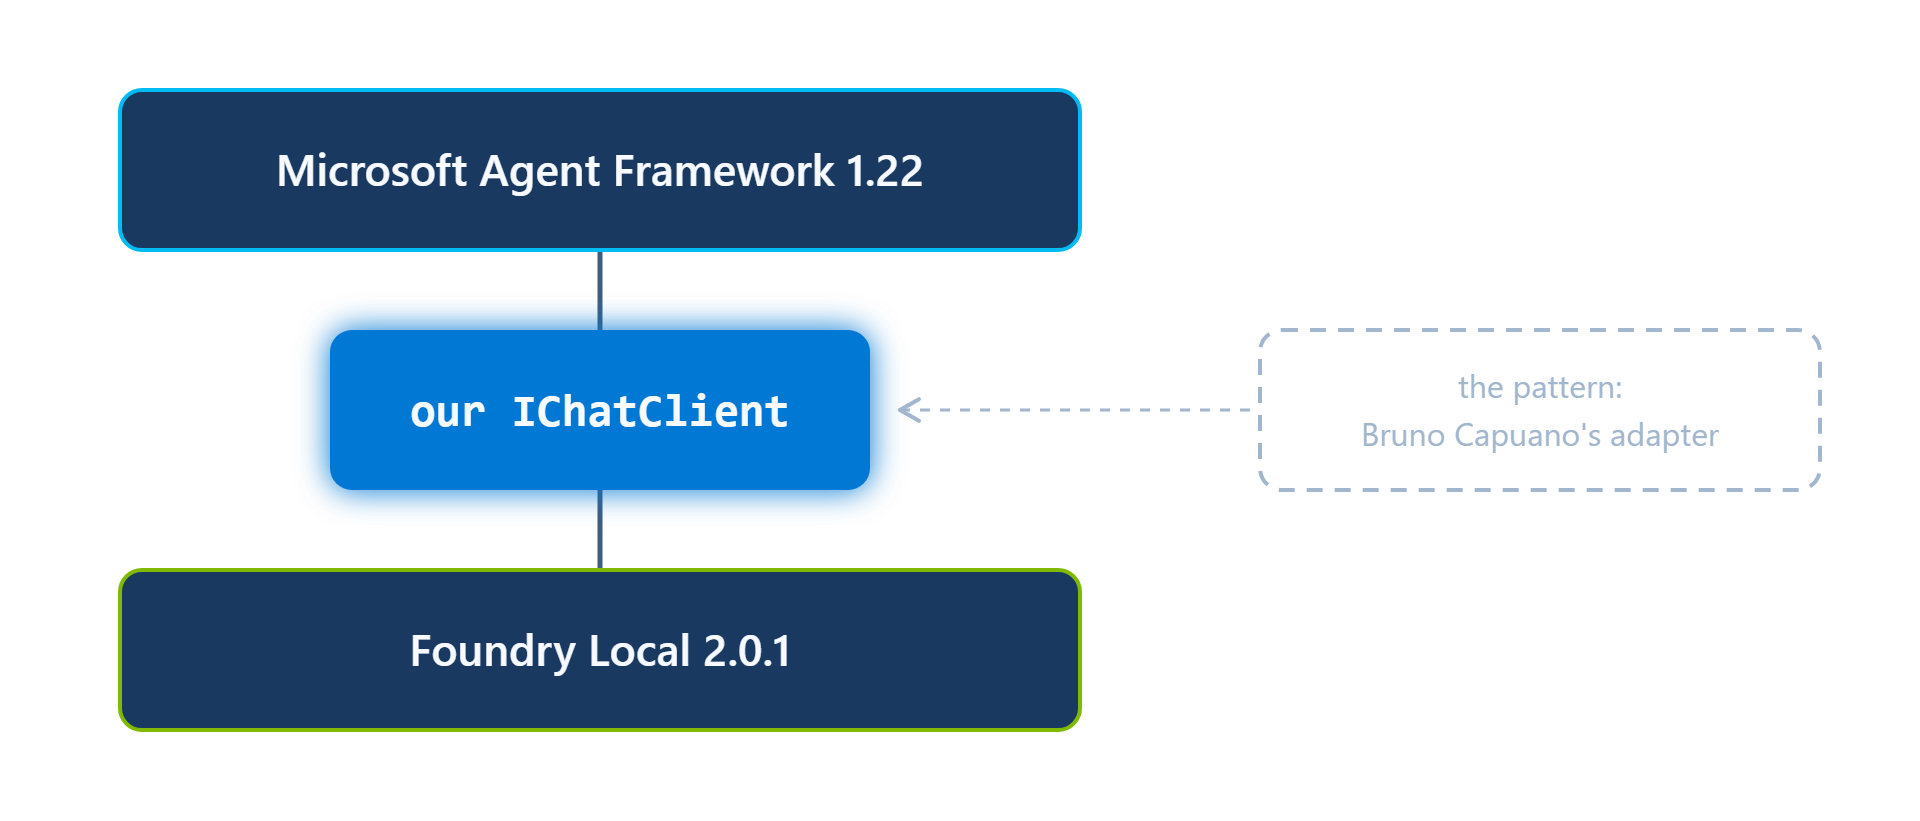 Microsoft Agent Framework 1.22
our IChatClient
the pattern:
Bruno Capuano's adapter
Foundry Local 2.0.1